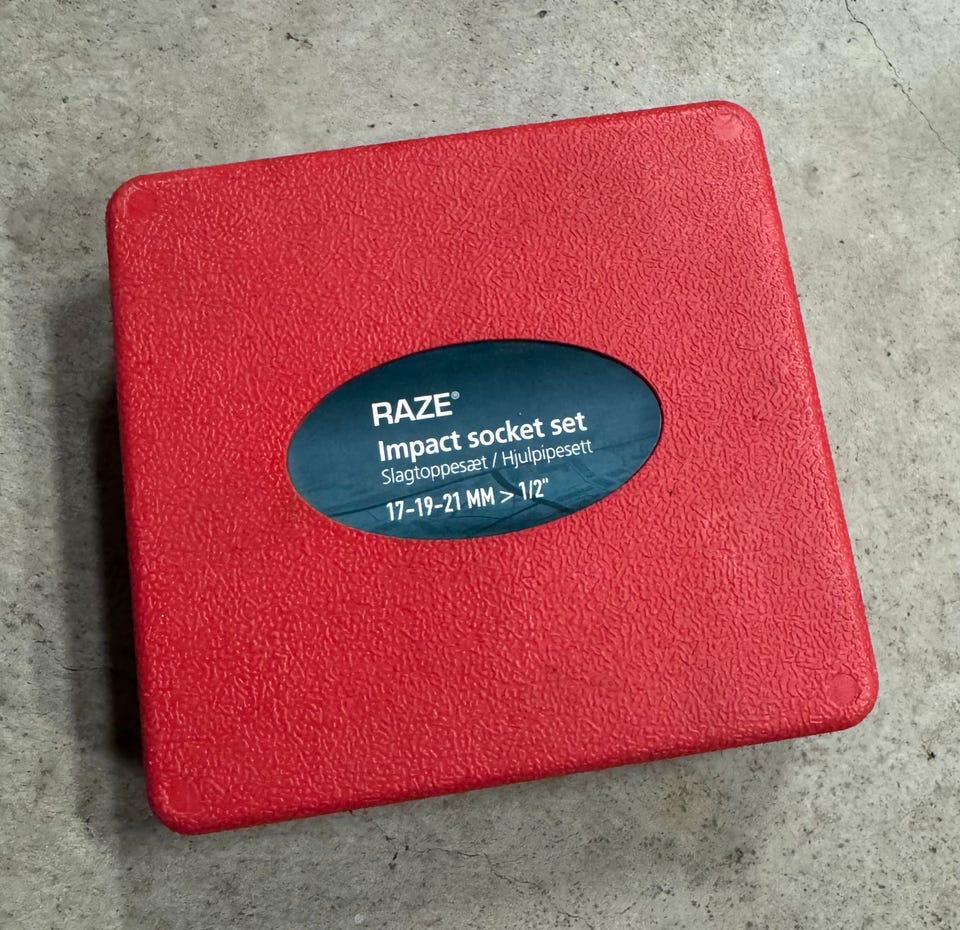 RAZE®
Impact socket set
Slagtoppesæt / Hjulpipesett
17-19-21 MM > 1/2"